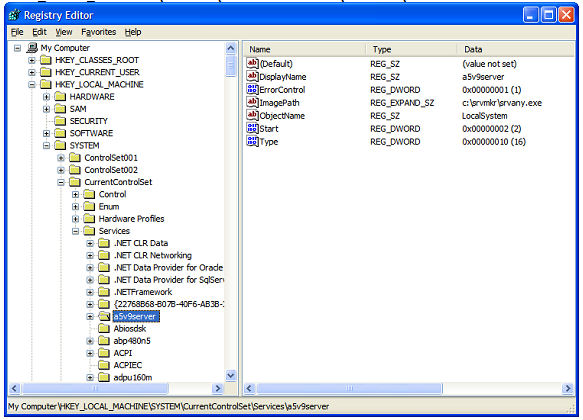 Registry Editor
File Edit View Favorites Help
My Computer
HKEY_CLASSES_ROOT
HKEY_CURRENT_USER
HKEY_LOCAL_MACHINE
HARDWARE
SAM
SECURITY
SOFTWARE
SYSTEM
ControlSet001
ControlSet002
CurrentControlSet
Control
Enum
Hardware Profiles
Services
.NET CLR Data
.NET CLR Networking
.NET Data Provider for Oracle
.NET Data Provider for SqlServ
.NETFramework
{22768B68-B07B-40F6-AB3B-
a5v9server
Abiosdsk
abp480n5
ACPI
ACPIEC
adpu160m
Name Type Data
(Default) REG_SZ (value not set)
DisplayName REG_SZ a5v9server
ErrorControl REG_DWORD 0x00000001 (1)
ImagePath REG_EXPAND_SZ c:\srvmkr\srvany.exe
ObjectName REG_SZ LocalSystem
Start REG_DWORD 0x00000002 (2)
Type REG_DWORD 0x00000010 (16)
My Computer\HKEY_LOCAL_MACHINE\SYSTEM\CurrentControlSet\Services\a5v9server